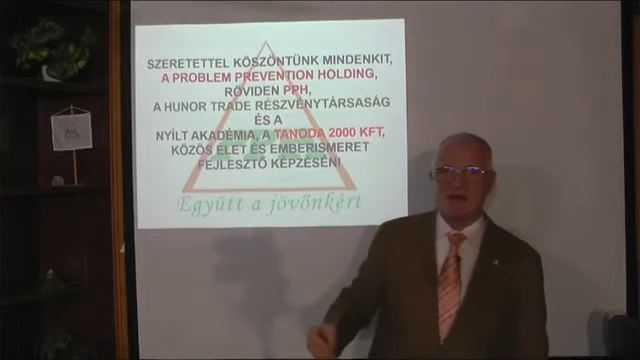 SZERETETTEL KÖSZÖNTÜNK MINDENKIT,
A PROBLEM PREVENTION HOLDING,
RÖVIDEN PPH,
A HUNOR TRADE RÉSZVÉNYTÁRSASÁG
ÉS A
NYÍLT AKADÉMIA, A TANODA 2000 KFT,
KÖZÖS ÉLET ÉS EMBERISMERET
FEJLESZTŐ KÉPZÉSÉN!
Együtt a jövőnkért